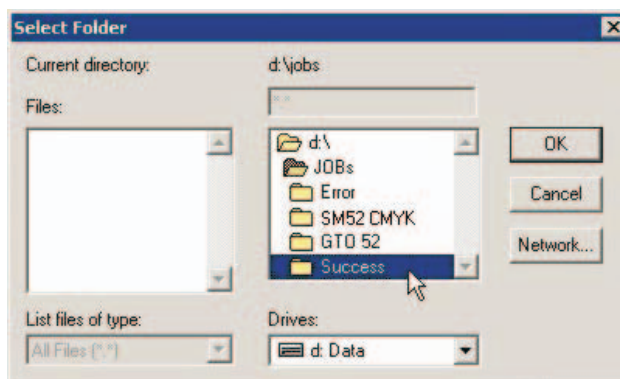 Select Folder
Current directory:
d:\jobs
Files:
*.*
d:\
JOBs
Error
SM52 CMYK
GTO 52
Success
OK
Cancel
Network...
List files of type:
All Files (*.*)
Drives:
d: Data